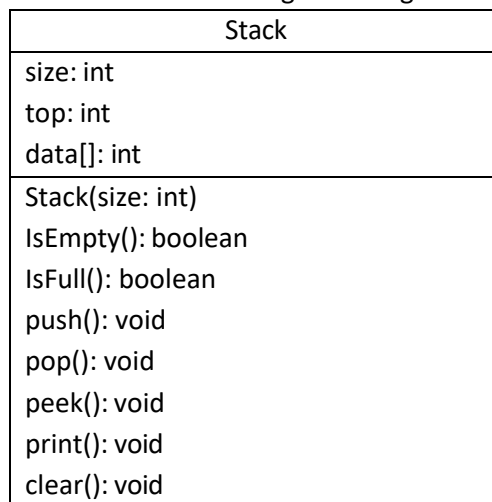 Stack
size: int
top: int
data[]: int
Stack(size: int)
IsEmpty(): boolean
IsFull(): boolean
push(): void
pop(): void
peek(): void
print(): void
clear(): void